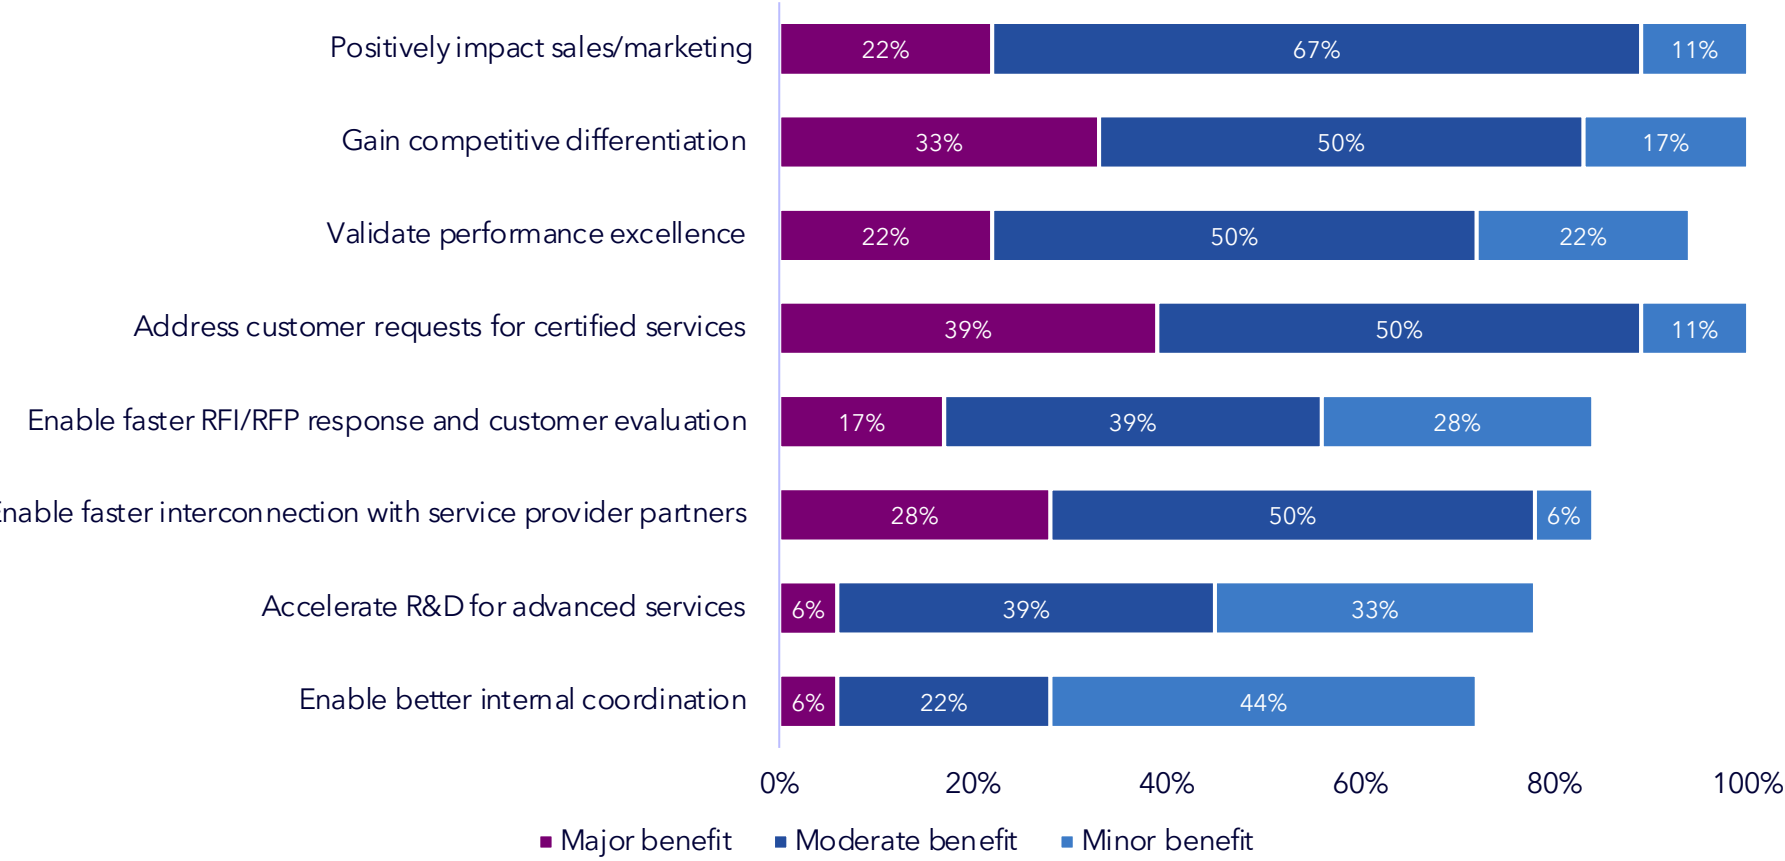 Positively impact sales/marketing 22% 67% 11%
Gain competitive differentiation 33% 50% 17%
Validate performance excellence 22% 50% 22%
Address customer requests for certified services 39% 50% 11%
Enable faster RFI/RFP response and customer evaluation 17% 39% 28%
Enable faster interconnection with service provider partners 28% 50% 6%
Accelerate R&D for advanced services 6% 39% 33%
Enable better internal coordination 6% 22% 44%
0% 20% 40% 60% 80% 100%
Major benefit Moderate benefit Minor benefit